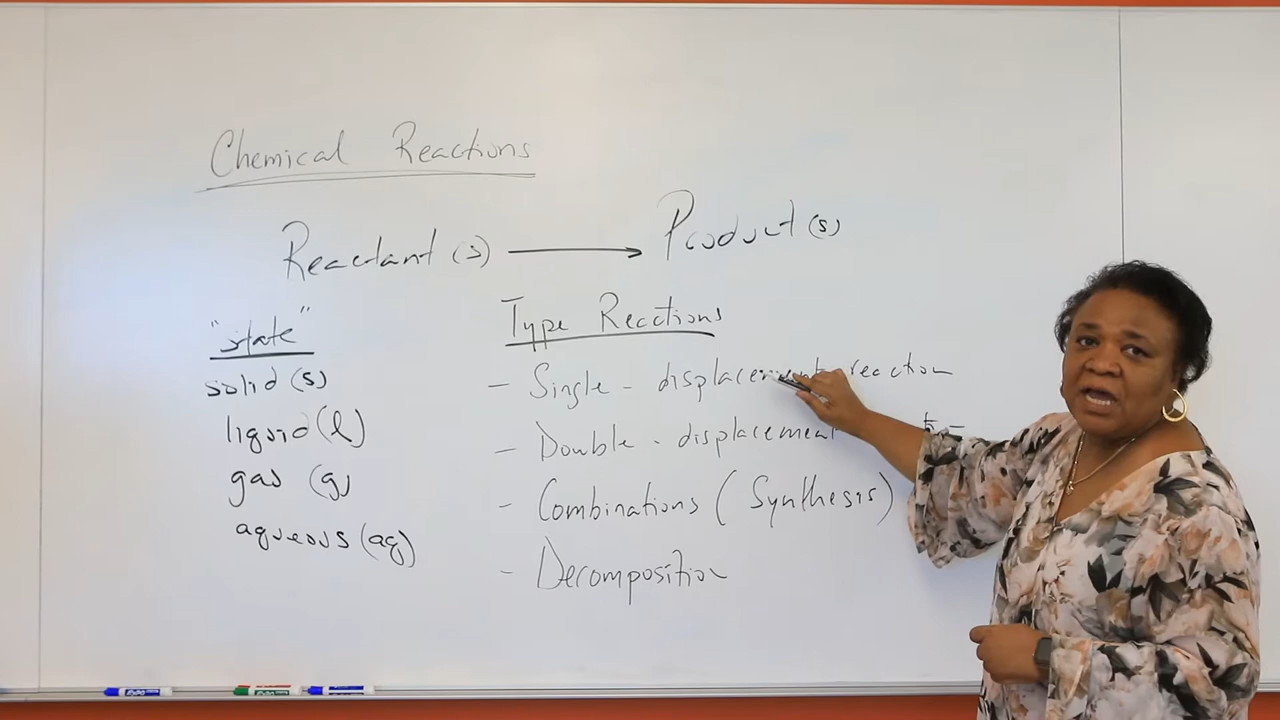 Chemical Reactions
Reactant(s) → Product(s)
"state"
solid (s)
liquid (l)
gas (g)
aqueous (aq)
Type Reactions
- Single - displacement reaction
- Double - displacement
- Combinations (Synthesis)
- Decomposition
EXPO